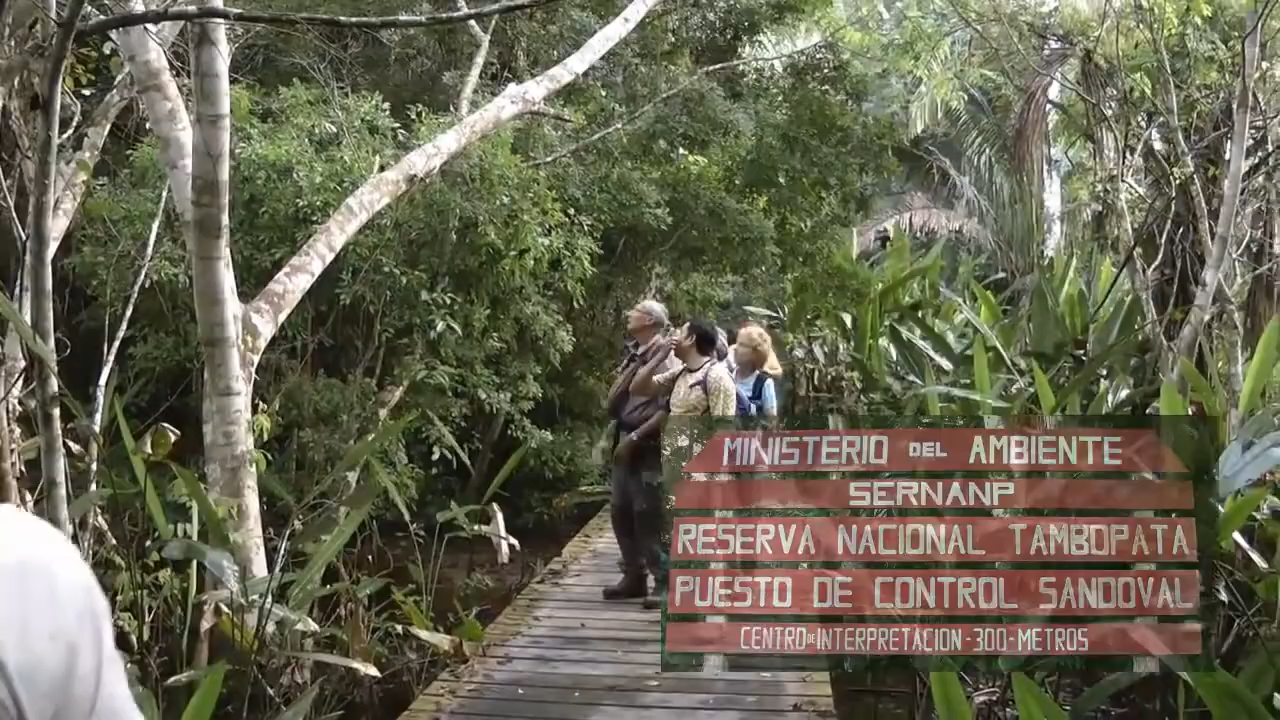 MINISTERIO DEL AMBIENTE
SERNANP
RESERVA NACIONAL TAMBOPATA
PUESTO DE CONTROL SANDOVAL
CENTRO DE INTERPRETACION - 300 - METROS